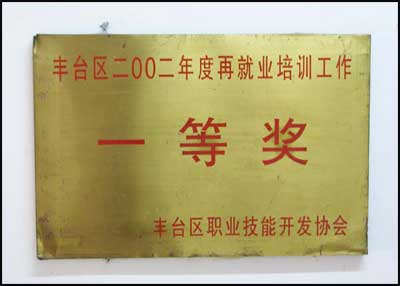 丰台区二OO二年度再就业培训工作
一等奖
丰台区职业技能开发协会